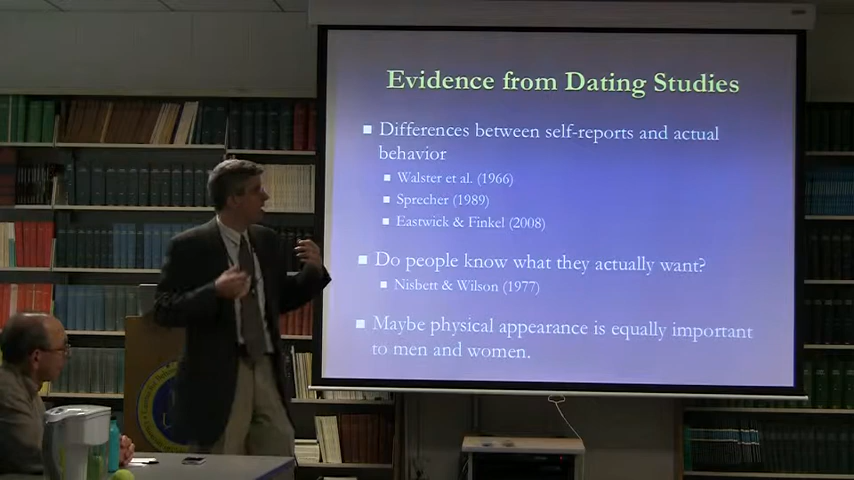 Evidence from Dating Studies
Differences between self-reports and actual
behavior
Walster et al. (1966)
Sprecher (1989)
Eastwick & Finkel (2008)
Do people know what they actually want?
Nisbett & Wilson (1977)
Maybe physical appearance is equally important
to men and women.